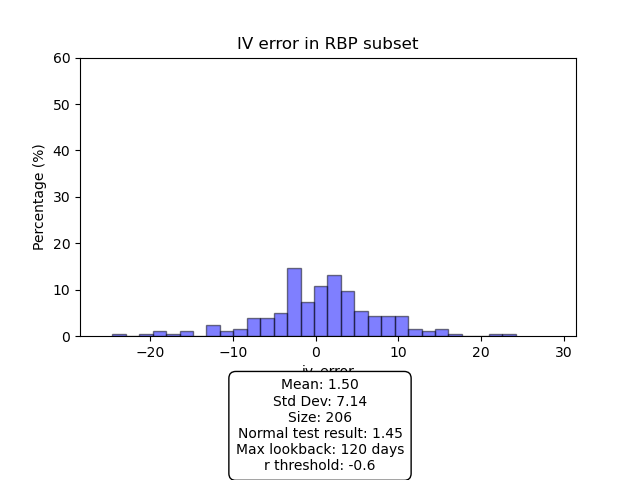 IV error in RBP subset
Percentage (%)
60
50
40
30
20
10
0
−20
−10
0
10
20
30
iv_error
Mean: 1.50
Std Dev: 7.14
Size: 206
Normal test result: 1.45
Max lookback: 120 days
r threshold: -0.6